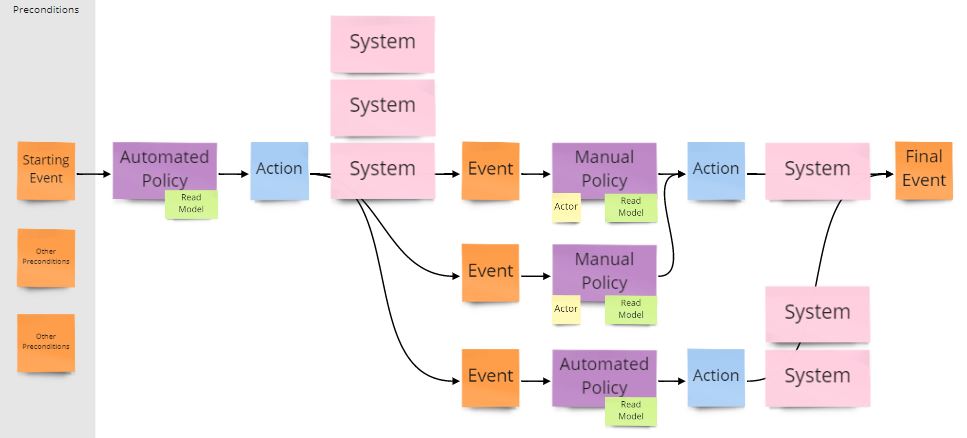 Preconditions
System
System
Starting
Event
Automated
Policy
Read
Model
Action
System
Event
Manual
Policy
Actor
Read
Model
Action
System
Final
Event
Other
Preconditions
Event
Manual
Policy
Actor
Read
Model
System
Other
Preconditions
Event
Automated
Policy
Read
Model
Action
System